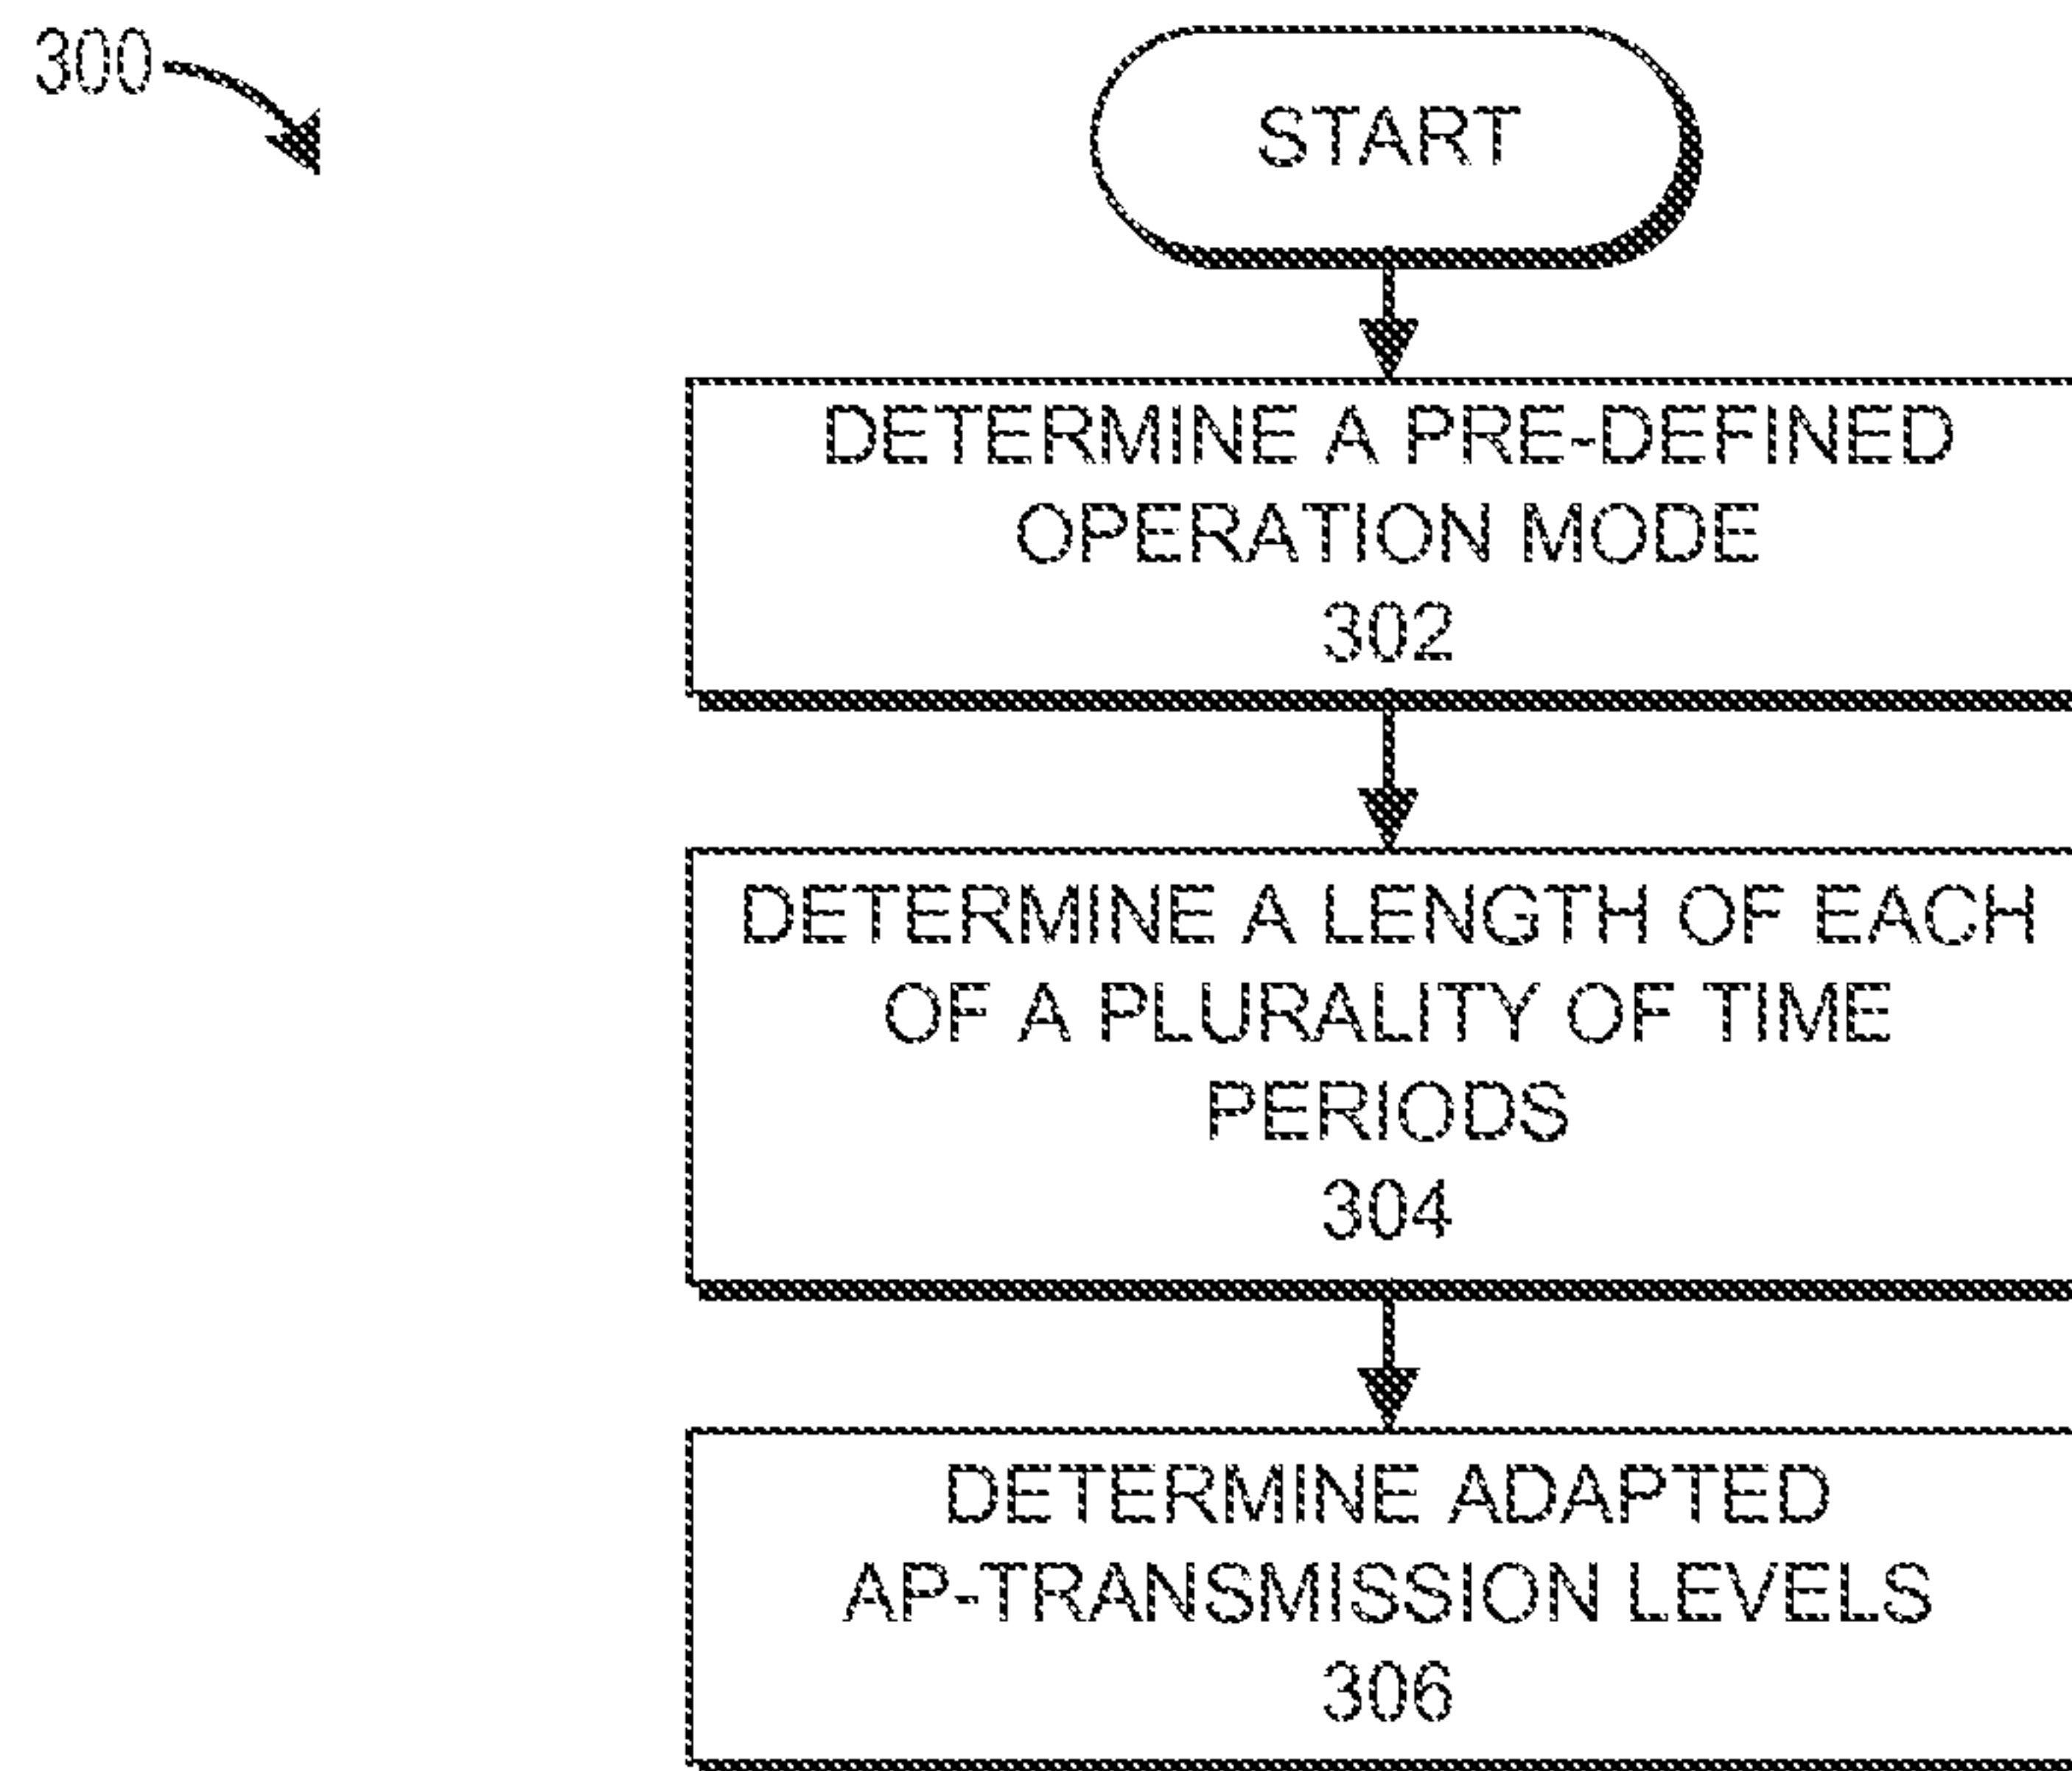 300
START
DETERMINE A PRE-DEFINED
OPERATION MODE
302
DETERMINE A LENGTH OF EACH
OF A PLURALITY OF TIME
PERIODS
304
DETERMINE ADAPTED
AP-TRANSMISSION LEVELS
306